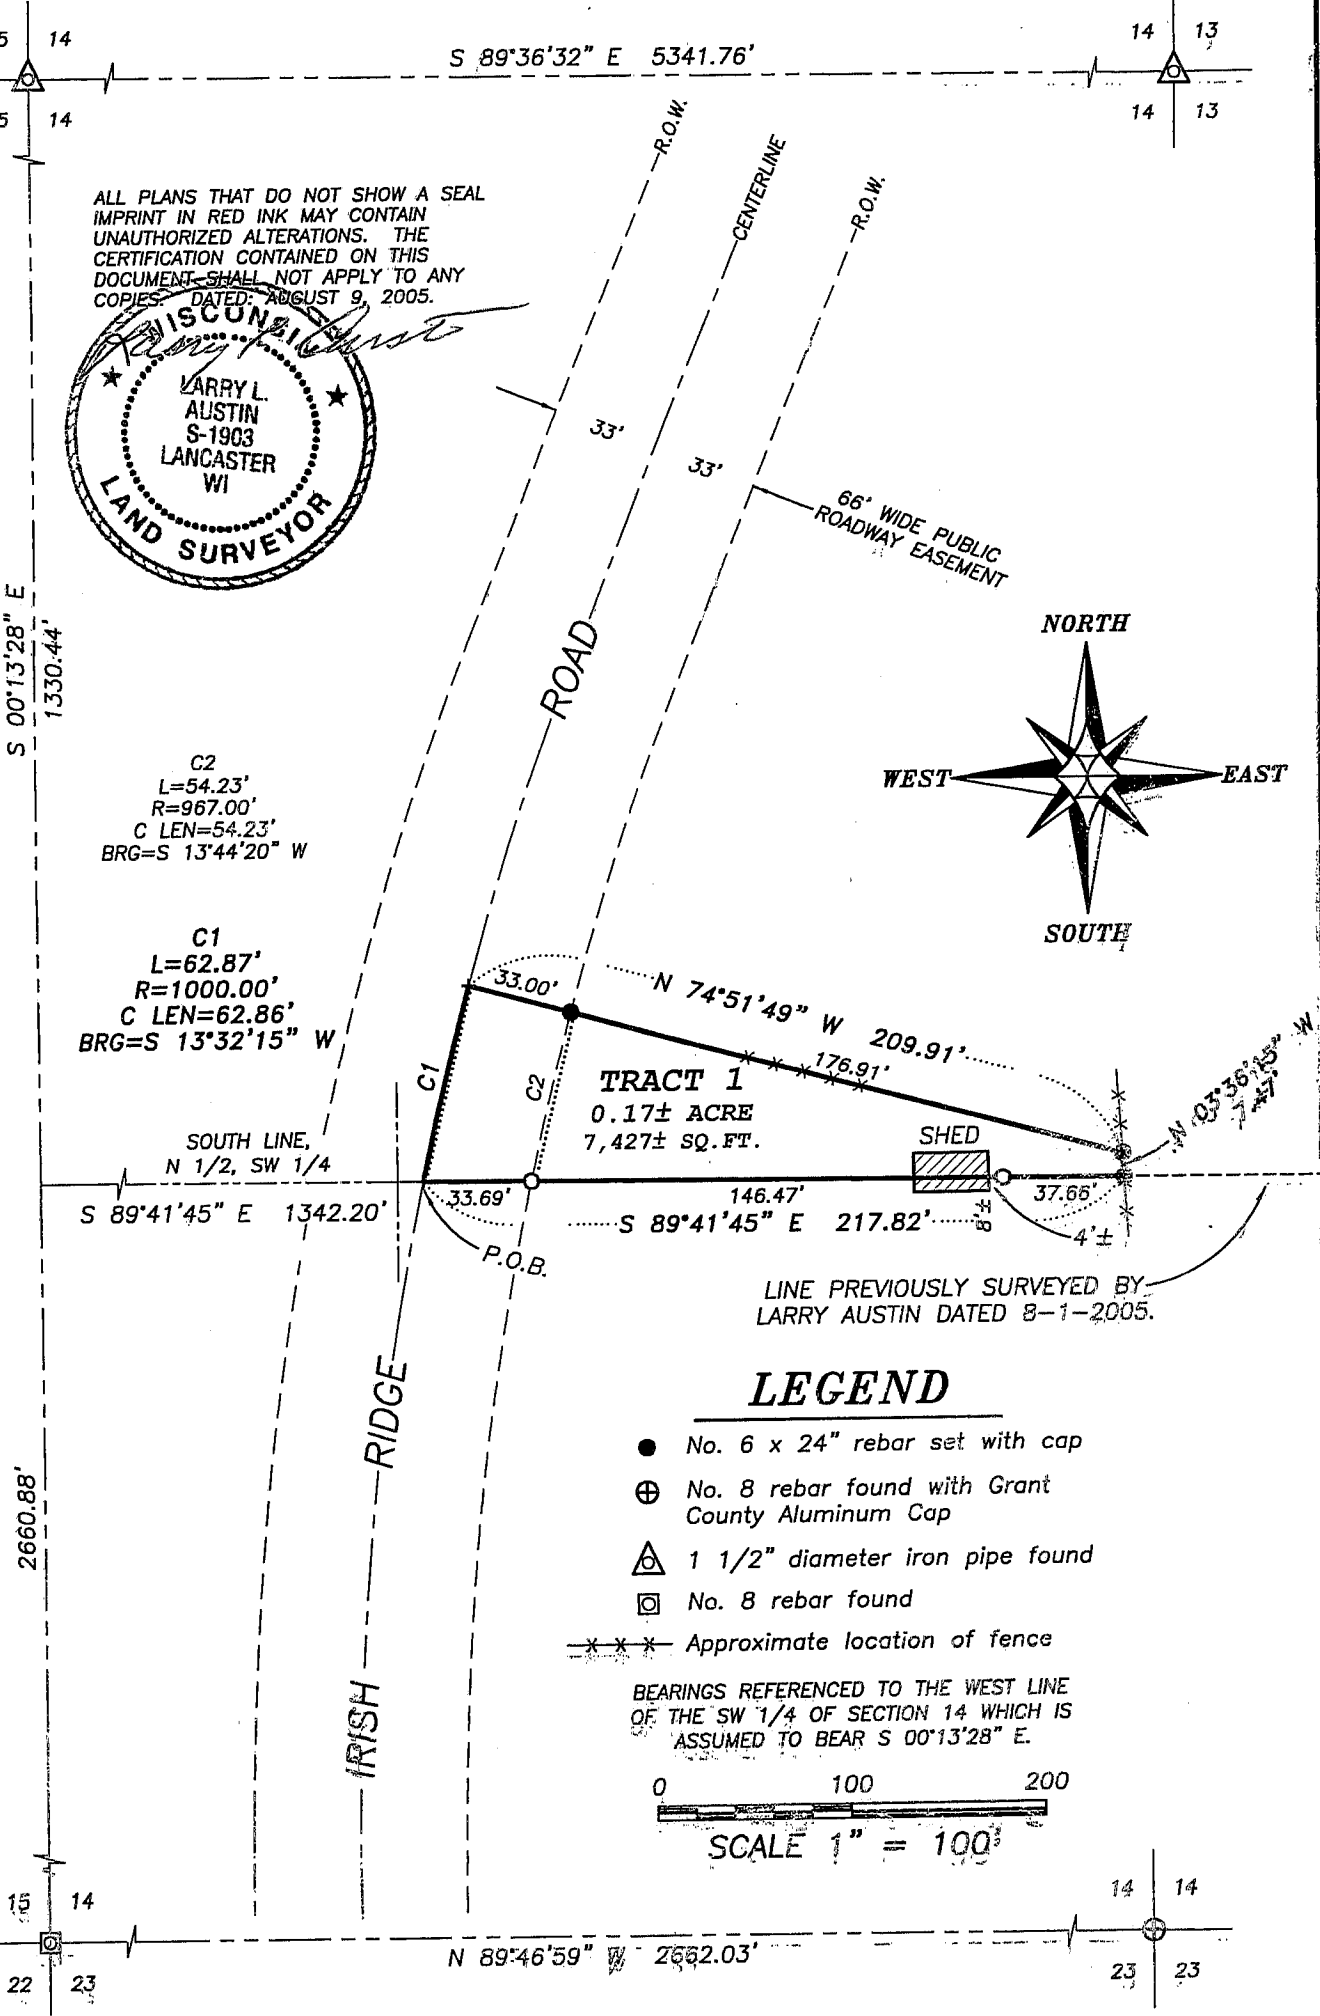 5 14
S 89°36'32" E 5341.76'
14 13
5 14
14 13
R.O.W.
CENTERLINE
R.O.W.
ALL PLANS THAT DO NOT SHOW A SEAL
IMPRINT IN RED INK MAY CONTAIN
UNAUTHORIZED ALTERATIONS. THE
CERTIFICATION CONTAINED ON THIS
DOCUMENT SHALL NOT APPLY TO ANY
COPIES. DATED: AUGUST 9, 2005.
WISCONSIN
LARRY L.
AUSTIN
S-1903
LANCASTER
WI
LAND SURVEYOR
33'
33'
66' WIDE PUBLIC
ROADWAY EASEMENT
S 00°13'28" E
1330.44'
ROAD
NORTH
WEST
EAST
SOUTH
C2
L=54.23'
R=967.00'
C LEN=54.23'
BRG=S 13°44'20" W
C1
L=62.87'
R=1000.00'
C LEN=62.86'
BRG=S 13°32'15" W
33.00'
N 74°51'49" W 209.91'
176.91'
C1
C2
TRACT 1
0.17± ACRE
7,427± SQ.FT.
SHED
N 03°36'15" W
SOUTH LINE,
N 1/2, SW 1/4
S 89°41'45" E 1342.20'
33.69'
146.47'
37.66'
S 89°41'45" E 217.82'
8'±
4'±
P.O.B.
LINE PREVIOUSLY SURVEYED BY
LARRY AUSTIN DATED 8-1-2005.
RIDGE
LEGEND
No. 6 x 24" rebar set with cap
No. 8 rebar found with Grant
County Aluminum Cap
1 1/2" diameter iron pipe found
No. 8 rebar found
Approximate location of fence
2660.88'
IRISH
BEARINGS REFERENCED TO THE WEST LINE
OF THE SW 1/4 OF SECTION 14 WHICH IS
ASSUMED TO BEAR S 00°13'28" E.
0 100 200
SCALE 1" = 100'
15 14
14 14
N 89°46'59" W 2662.03'
22 23
23 23